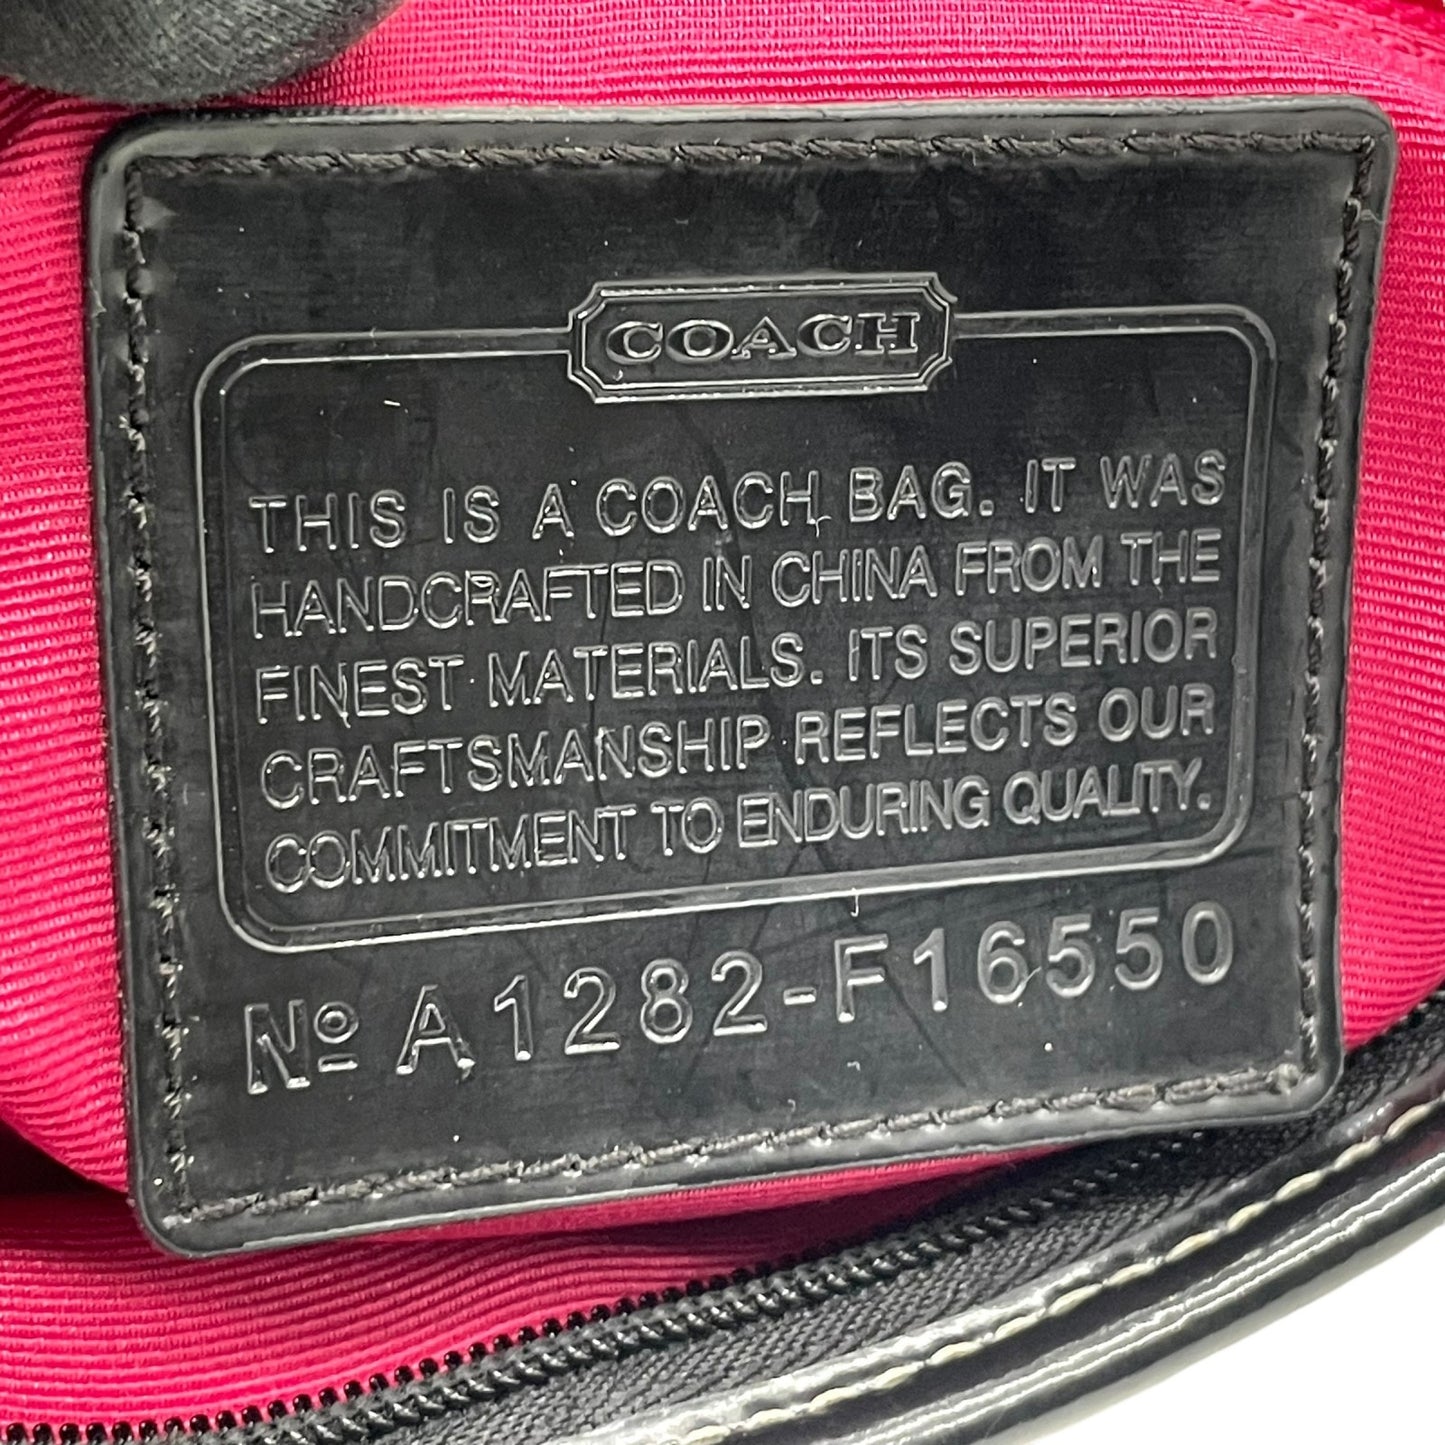 COACH
THIS IS A COACH BAG. IT WAS
HANDCRAFTED IN CHINA FROM THE
FINEST MATERIALS. ITS SUPERIOR
CRAFTSMANSHIP REFLECTS OUR
COMMITMENT TO ENDURING QUALITY.
Nº A1282-F16550